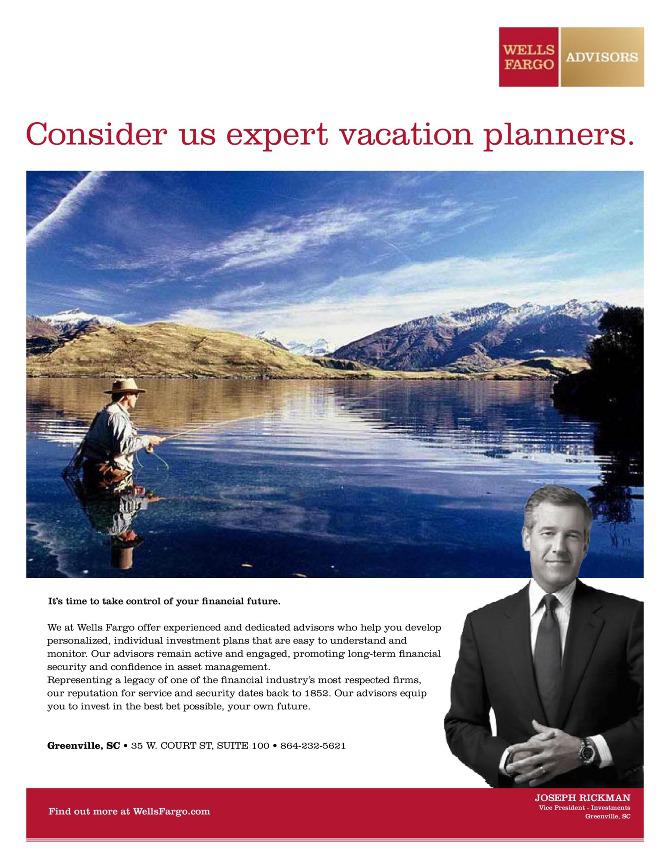 WELLS
FARGO
ADVISORS
Consider us expert vacation planners.
It's time to take control of your financial future.
We at Wells Fargo offer experienced and dedicated advisors who help you develop
personalized, individual investment plans that are easy to understand and
monitor. Our advisors remain active and engaged, promoting long-term financial
security and confidence in asset management.
Representing a legacy of one of the financial industry's most respected firms,
our reputation for service and security dates back to 1852. Our advisors equip
you to invest in the best bet possible, your own future.
Greenville, SC • 35 W. COURT ST, SUITE 100 • 864-232-5621
Find out more at WellsFargo.com
JOSEPH RICKMAN
Vice President - Investments
Greenville, SC